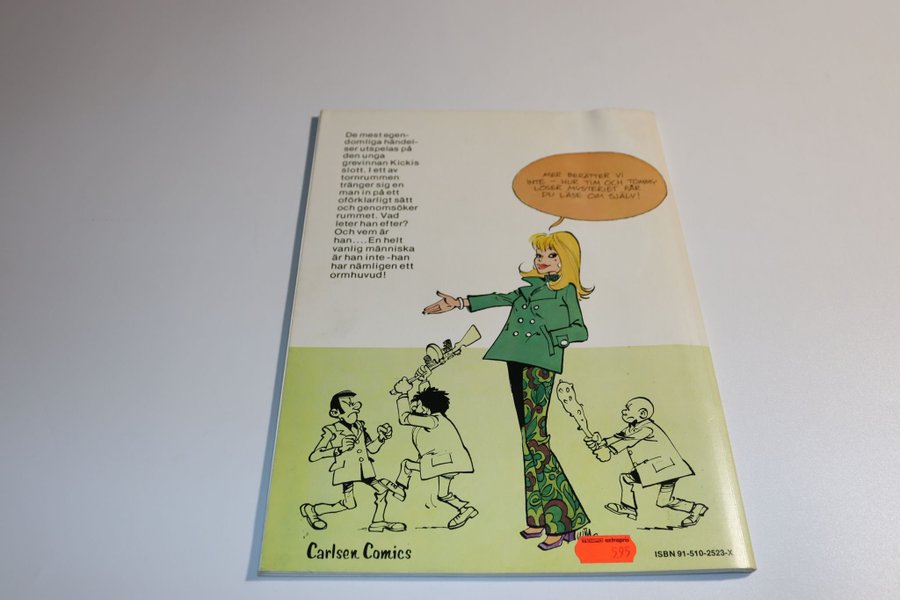 De mest egen-
domliga händel-
ser utspelas på
den unga
grevinnan Kickis
slott. I ett av
tornrummen
tränger sig en
man in på ett
oförklarligt sätt
och genomsöker
rummet. Vad
leter han efter?
Och vem är
han.... En helt
vanlig människa
är han inte-han
har nämligen ett
ormhuvud!
MER BERÄTTER VI
INTE - HUR TIM OCH TOMMY
LÖSER MYSTERIET FÅR
DU LÄSA OM SJÄLV!
extrapris
5,95
Carlsen Comics
ISBN 91-510-2523-X